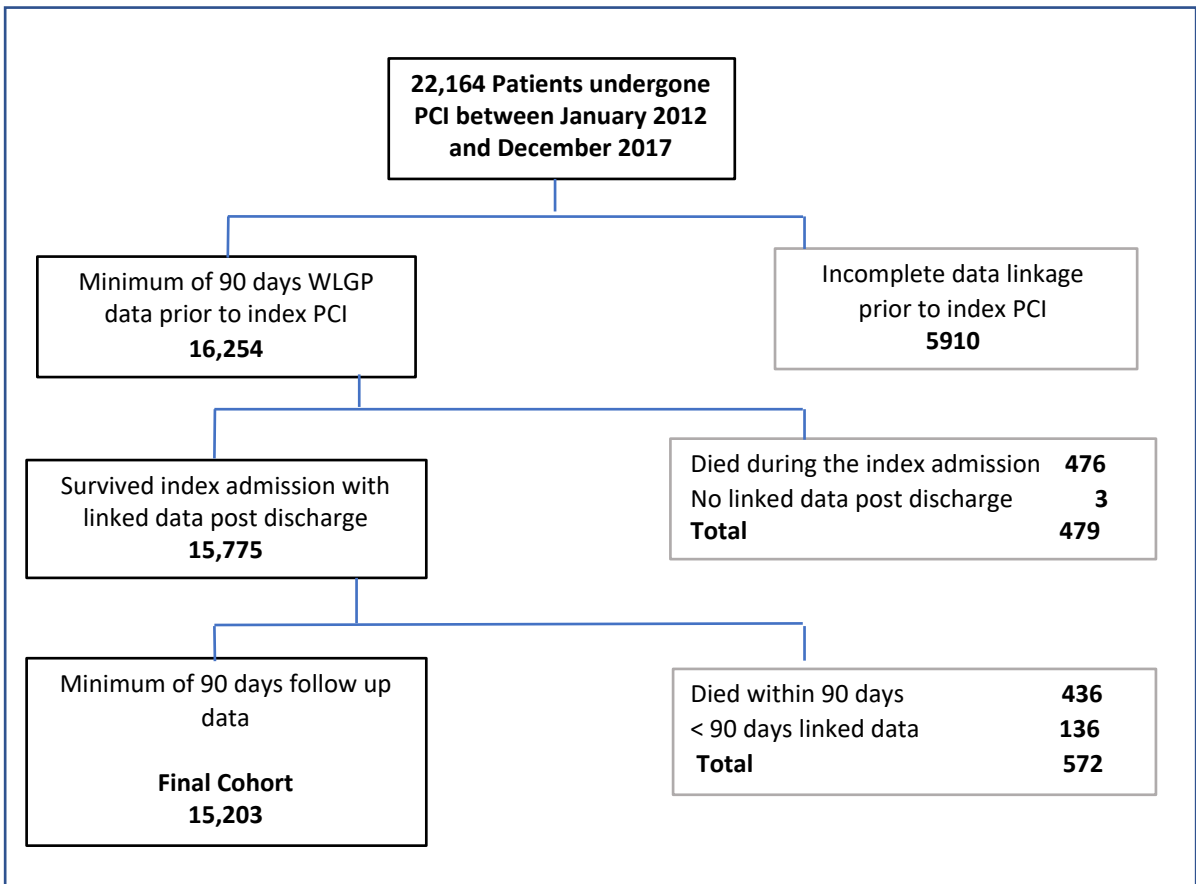 22,164 Patients undergone
PCI between January 2012
and December 2017
Minimum of 90 days WLGP
data prior to index PCI
16,254
Incomplete data linkage
prior to index PCI
5910
Survived index admission with
linked data post discharge
15,775
Died during the index admission 476
No linked data post discharge 3
Total 479
Minimum of 90 days follow up
data
Final Cohort
15,203
Died within 90 days 436
< 90 days linked data 136
Total 572